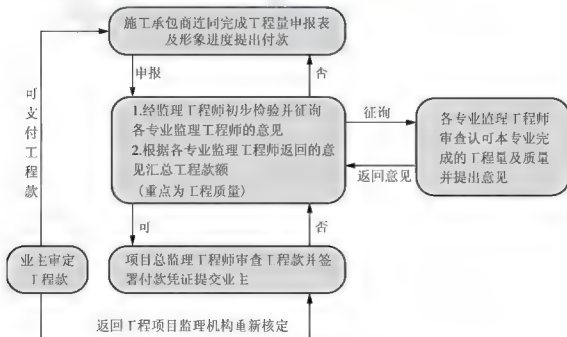 施工承包商连同完成工程量申报表
及形象进度提出付款
申报
否
可支付工程款
1.经监理工程师初步检验并征询
各专业监理工程师的意见
2.根据各专业监理工程师返回的意
见汇总工程款额
（重点为工程质量）
征询
返回意见
各专业监理工程师
审查认可本专业完
成的工程量及质量
并提出意见
可
否
业主审定
工程款
项目总监理工程师审查工程款并签
署付款凭证提交业主
返回工程项目监理机构重新核定